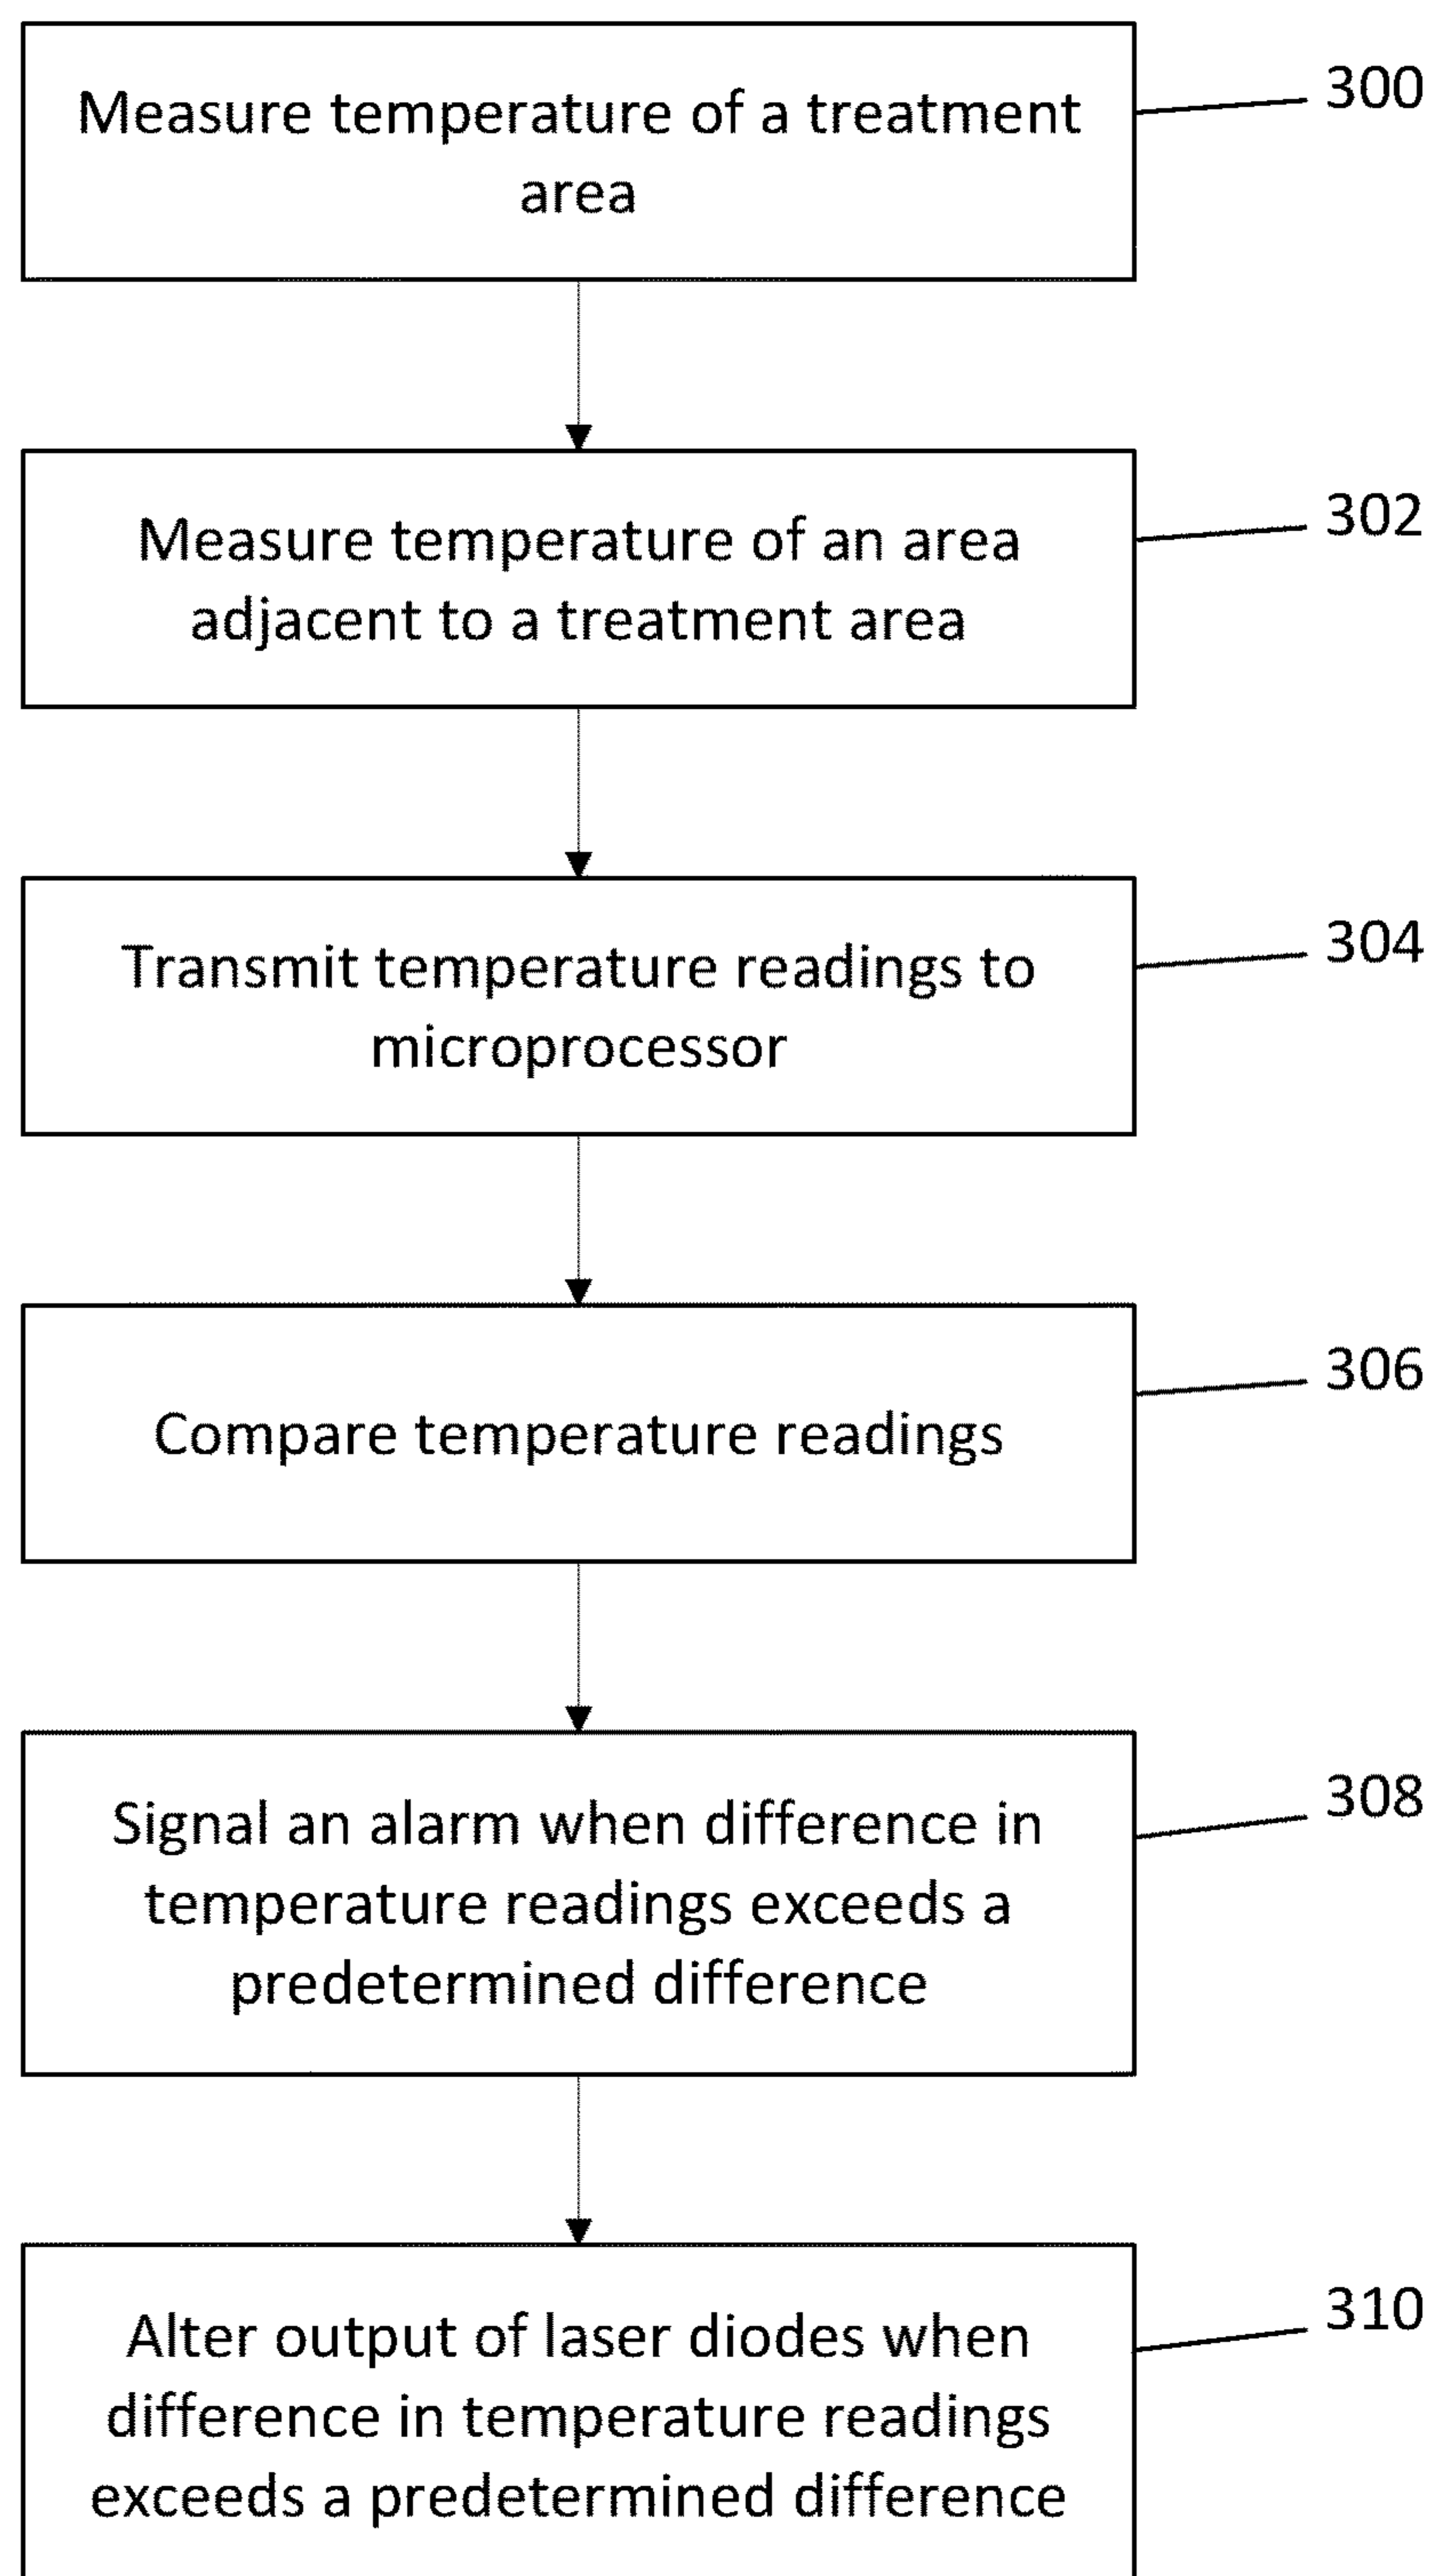 Measure temperature of a treatment
area
300
Measure temperature of an area
adjacent to a treatment area
302
Transmit temperature readings to
microprocessor
304
Compare temperature readings
306
Signal an alarm when difference in
temperature readings exceeds a
predetermined difference
308
Alter output of laser diodes when
difference in temperature readings
exceeds a predetermined difference
310